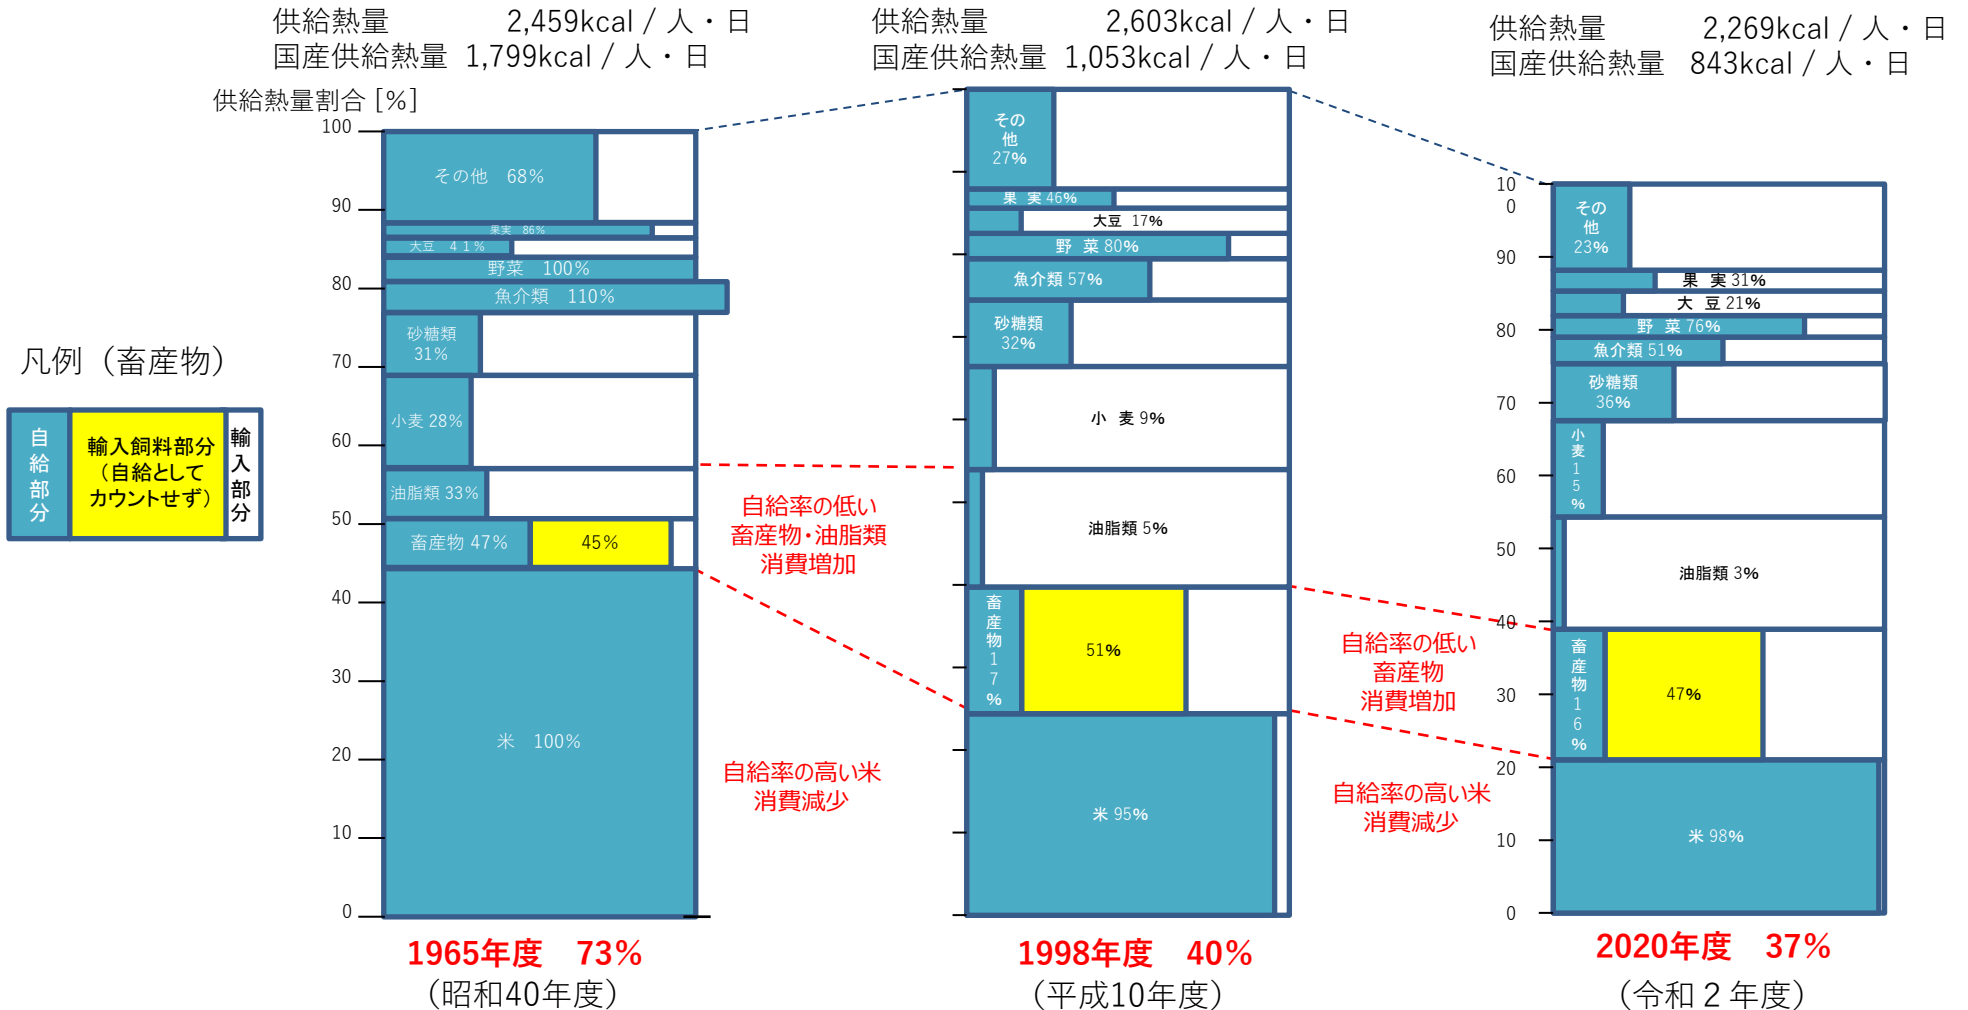 供給熱量 2,459kcal / 人・日
国産供給熱量 1,799kcal / 人・日
供給熱量 2,603kcal / 人・日
国産供給熱量 1,053kcal / 人・日
供給熱量 2,269kcal / 人・日
国産供給熱量 843kcal / 人・日
凡例（畜産物）
自給部分
輸入飼料部分
（自給として
カウントせず）
輸入部分
供給熱量割合 [%]
100
90
80
70
60
50
40
30
20
10
0
その他 68%
果実 86%
大豆 ４１%
野菜 100%
魚介類 110%
砂糖類
31%
小麦 28%
油脂類 33%
畜産物 47%
45%
米 100%
1965年度 73%
（昭和40年度）
自給率の低い
畜産物・油脂類
消費増加
自給率の高い米
消費減少
その
他
27%
果 実 46%
大豆 17%
野 菜 80%
魚介類 57%
砂糖類
32%
小 麦 9%
油脂類 5%
畜産物17%
51%
米 95%
1998年度 40%
（平成10年度）
自給率の低い
畜産物
消費増加
自給率の高い米
消費減少
10
0
90
80
70
60
50
40
30
20
10
0
その
他
23%
果 実 31%
大 豆 21%
野 菜 76%
魚介類 51%
砂糖類
36%
小麦15%
油脂類 3%
畜産物16%
47%
米 98%
2020年度 37%
（令和２年度）